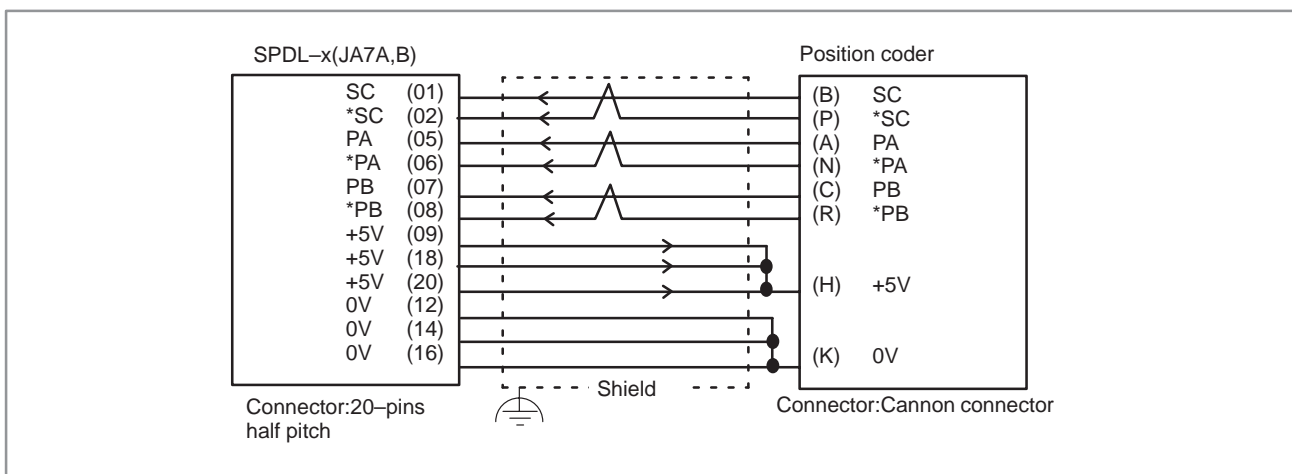 SPDL–x(JA7A,B)
Position coder
SC (01)
*SC (02)
PA (05)
*PA (06)
PB (07)
*PB (08)
+5V (09)
+5V (18)
+5V (20)
0V (12)
0V (14)
0V (16)
(B) SC
(P) *SC
(A) PA
(N) *PA
(C) PB
(R) *PB
(H) +5V
(K) 0V
Shield
Connector:20–pins
half pitch
Connector:Cannon connector